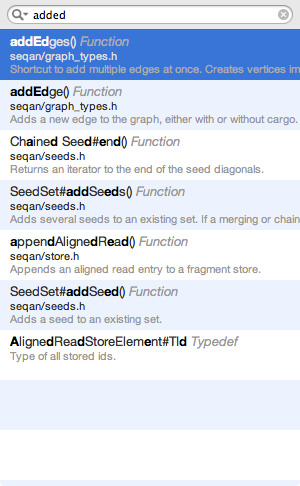 added
addEdges() Function
seqan/graph_types.h
Shortcut to add multiple edges at once. Creates vertices im
addEdge() Function
seqan/graph_types.h
Adds a new edge to the graph, either with or without cargo.
Chained Seed#end() Function
seqan/seeds.h
Returns an iterator to the end of the seed diagonals.
SeedSet#addSeeds() Function
seqan/seeds.h
Adds several seeds to an existing set. If a merging or chain
appendAlignedRead() Function
seqan/store.h
Appends an aligned read entry to a fragment store.
SeedSet#addSeed() Function
seqan/seeds.h
Adds a seed to an existing set.
AlignedReadStoreElement#TId Typedef
Type of all stored ids.